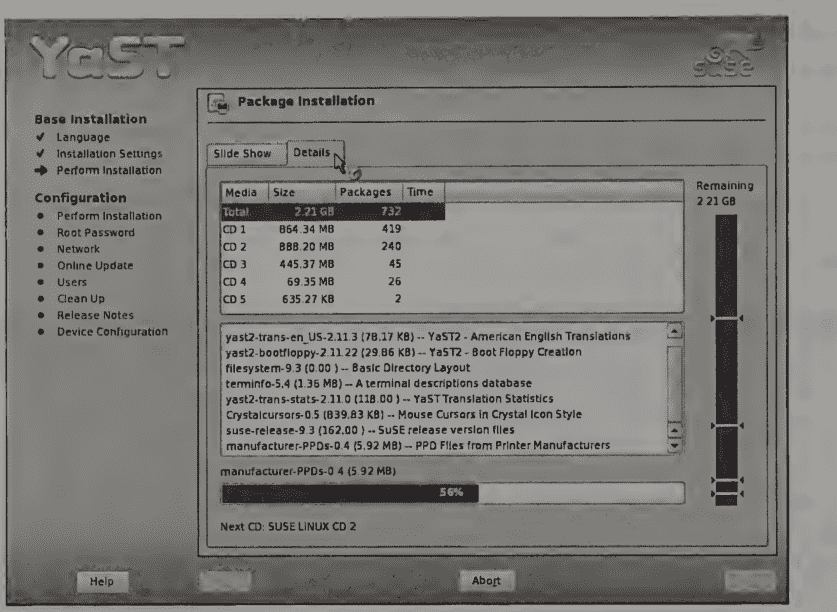 YaST
SuSE
Base Installation
Language
Installation Settings
Perform Installation
Configuration
Perform Installation
Root Password
Network
Online Update
Users
Clean Up
Release Notes
Device Configuration
Package Installation
Slide Show Details
Media Size Packages Time
Total 2.21 GB 732
CD 1 864.34 MB 419
CD 2 888.20 MB 240
CD 3 445.37 MB 45
CD 4 69.35 MB 26
CD 5 635.27 KB 2
Remaining
2.21 GB
yast2-trans-en_US-2.11.3 (78.17 KB) -- YaST2 - American English Translations
yast2-bootfloppy-2.11.22 (29.86 KB) -- YaST2 - Boot Floppy Creation
filesystem-9.3 (0.00 ) -- Basic Directory Layout
terminfo-5.4 (1.36 MB) -- A terminal descriptions database
yast2-trans-stats-2.11.0 (118.00 ) -- YaST Translation Statistics
Crystalcursors-0.5 (839.83 KB) -- Mouse Cursors in Crystal Icon Style
suse-release-9.3 (162.00 ) -- SuSE release version files
manufacturer-PPDs-0.4 (5.92 MB) -- PPD Files from Printer Manufacturers
manufacturer-PPDs-0.4 (5.92 MB)
56%
Next CD: SUSE LINUX CD 2
Help Abort